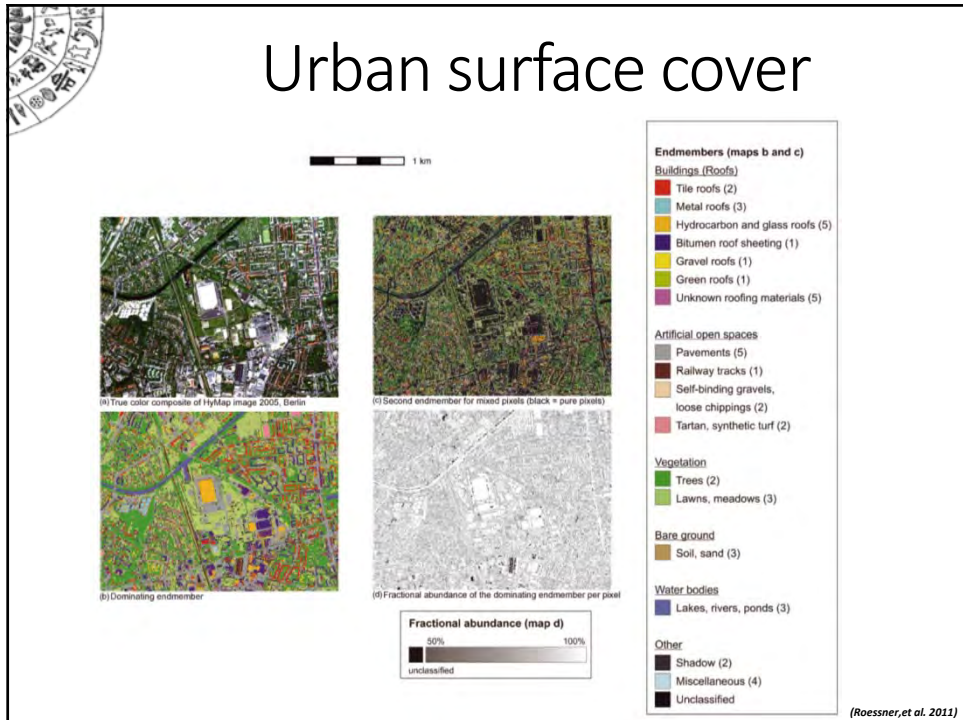 Urban surface cover
1 km
(a) True color composite of HyMap image 2005, Berlin
(c) Second endmember for mixed pixels (black = pure pixels)
(b) Dominating endmember
(d) Fractional abundance of the dominating endmember per pixel
Fractional abundance (map d)
50% 100%
unclassified
Endmembers (maps b and c)
Buildings (Roofs)
Tile roofs (2)
Metal roofs (3)
Hydrocarbon and glass roofs (5)
Bitumen roof sheeting (1)
Gravel roofs (1)
Green roofs (1)
Unknown roofing materials (5)
Artificial open spaces
Pavements (5)
Railway tracks (1)
Self-binding gravels,
loose chippings (2)
Tartan, synthetic turf (2)
Vegetation
Trees (2)
Lawns, meadows (3)
Bare ground
Soil, sand (3)
Water bodies
Lakes, rivers, ponds (3)
Other
Shadow (2)
Miscellaneous (4)
Unclassified
(Roessner,et al. 2011)